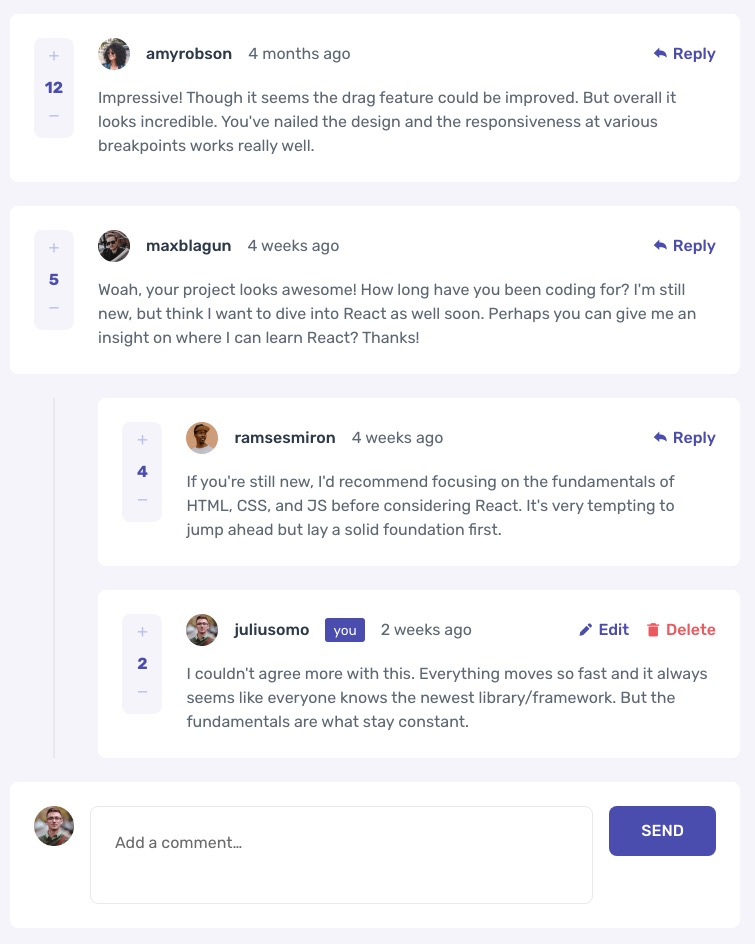 +
12
−
amyrobson 4 months ago Reply
Impressive! Though it seems the drag feature could be improved. But overall it
looks incredible. You've nailed the design and the responsiveness at various
breakpoints works really well.
+
5
−
maxblagun 4 weeks ago Reply
Woah, your project looks awesome! How long have you been coding for? I'm still
new, but think I want to dive into React as well soon. Perhaps you can give me an
insight on where I can learn React? Thanks!
+
4
−
ramsesmiron 4 weeks ago Reply
If you're still new, I'd recommend focusing on the fundamentals of
HTML, CSS, and JS before considering React. It's very tempting to
jump ahead but lay a solid foundation first.
+
2
−
juliusomo you 2 weeks ago Edit Delete
I couldn't agree more with this. Everything moves so fast and it always
seems like everyone knows the newest library/framework. But the
fundamentals are what stay constant.
Add a comment…
SEND